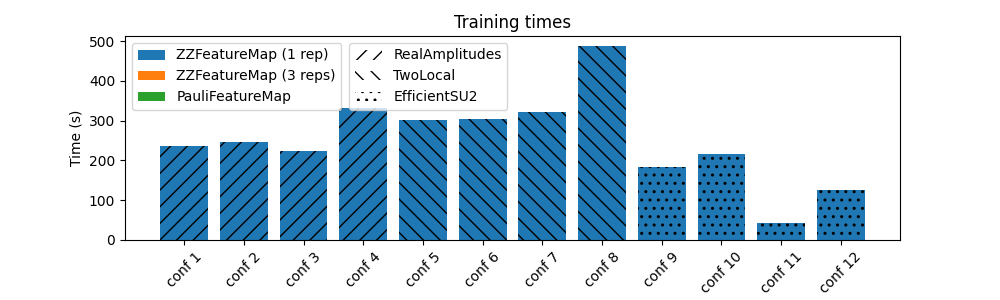 Training times
Time (s)
500
400
300
200
100
0
ZZFeatureMap (1 rep)
ZZFeatureMap (3 reps)
PauliFeatureMap
RealAmplitudes
TwoLocal
EfficientSU2
conf 1
conf 2
conf 3
conf 4
conf 5
conf 6
conf 7
conf 8
conf 9
conf 10
conf 11
conf 12